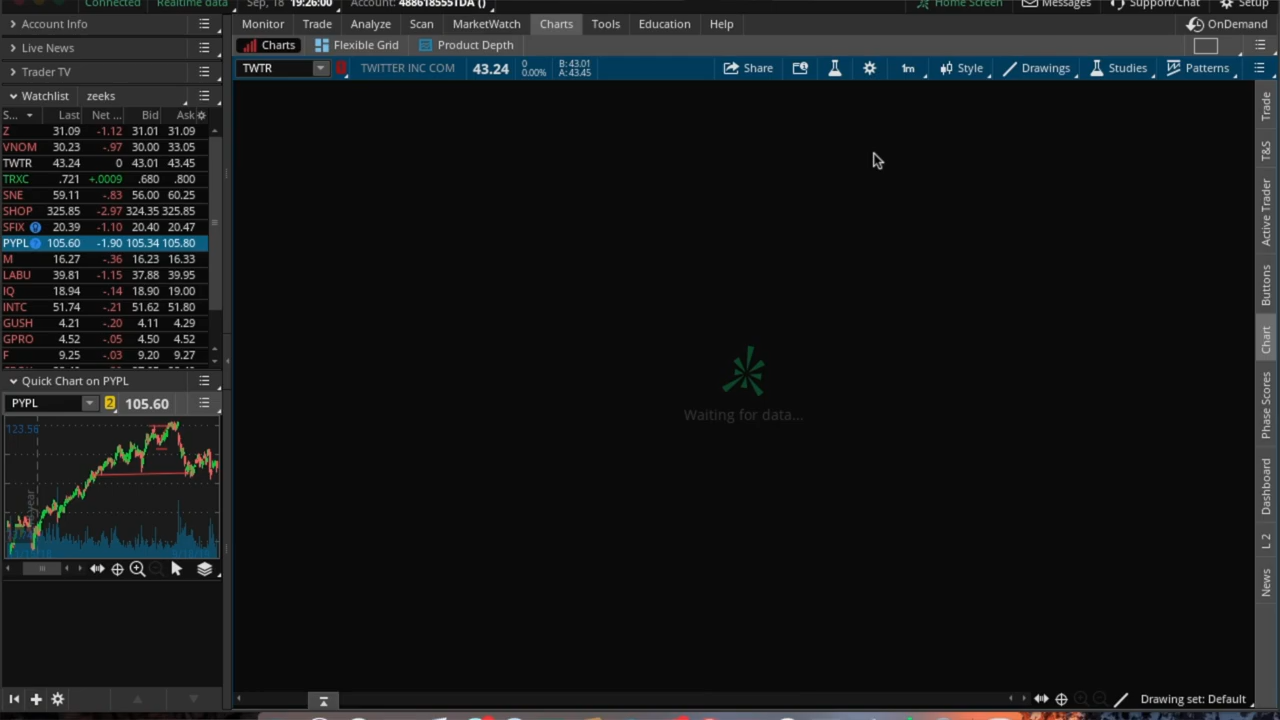 Connected Realtime data Sep, 18 19:26:00 Account: 488618555TDA () Home Screen Messages Support/Chat Setup
Account Info
Monitor Trade Analyze Scan MarketWatch Charts Tools Education Help OnDemand
Live News
Charts Flexible Grid Product Depth
Trader TV
TWTR TWITTER INC COM 43.24 0 0.00% B: 43.01 A: 43.45 Share 1m Style Drawings Studies Patterns
Watchlist zeeks
S... Last Net ... Bid Ask
Z 31.09 -1.12 31.01 31.09
VNOM 30.23 -.97 30.00 33.05
TWTR 43.24 0 43.01 43.45
TRXC .721 +.0009 .680 .800
SNE 59.11 -.83 56.00 60.25
SHOP 325.85 -2.97 324.35 325.85
SFIX 20.39 -1.10 20.40 20.47
PYPL 105.60 -1.90 105.34 105.80
M 16.27 -.36 16.23 16.33
LABU 39.81 -1.15 37.88 39.95
IQ 18.94 -.14 18.90 19.00
INTC 51.74 -.21 51.62 51.80
GUSH 4.21 -.20 4.11 4.29
GPRO 4.52 -.05 4.50 4.52
F 9.25 -.03 9.20 9.27
Quick Chart on PYPL
PYPL 2 105.60
123.56
year
Waiting for data...
Trade
T&S
Active Trader
Buttons
Chart
Phase Scores
Dashboard
L 2
News
Drawing set: Default